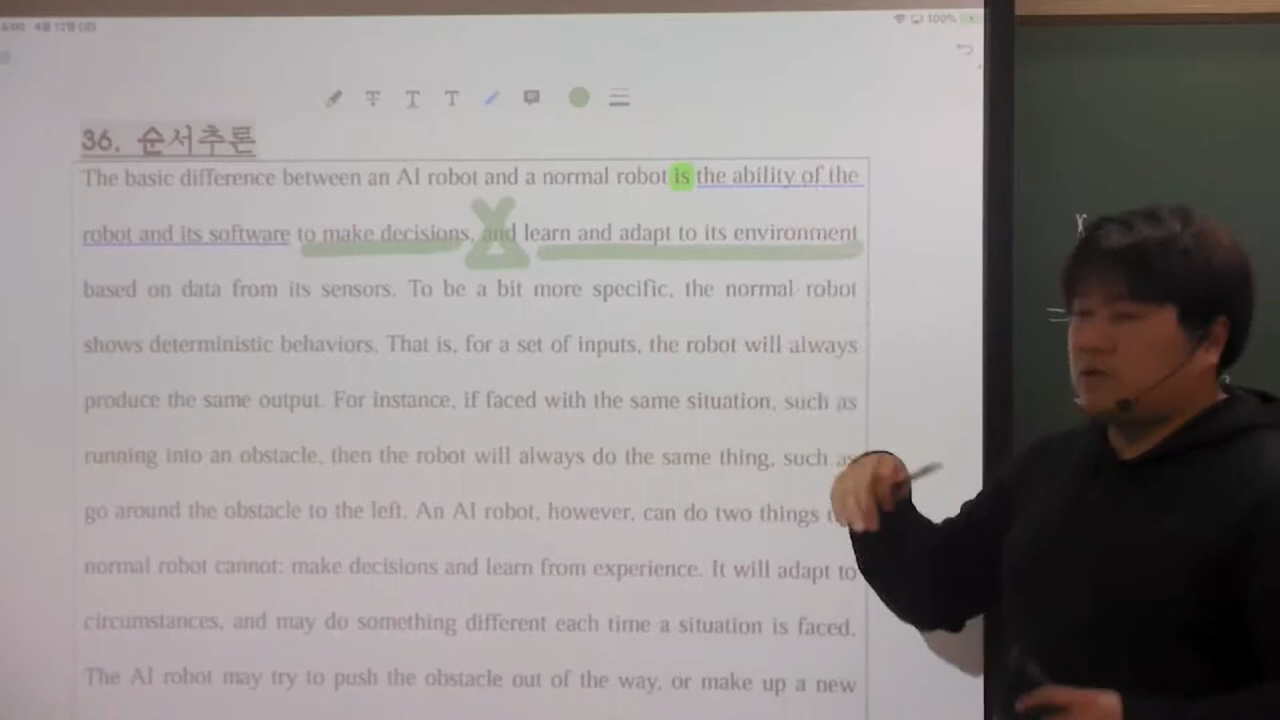 4월 12일
100%
36. 순서추론
The basic difference between an AI robot and a normal robot is the ability of the
robot and its software to make decisions, and learn and adapt to its environment
based on data from its sensors. To be a bit more specific, the normal robot
shows deterministic behaviors. That is, for a set of inputs, the robot will always
produce the same output. For instance, if faced with the same situation, such as
running into an obstacle, then the robot will always do the same thing, such as
go around the obstacle to the left. An AI robot, however, can do two things
normal robot cannot: make decisions and learn from experience. It will adapt to
circumstances, and may do something different each time a situation is faced.
The AI robot may try to push the obstacle out of the way, or make up a new